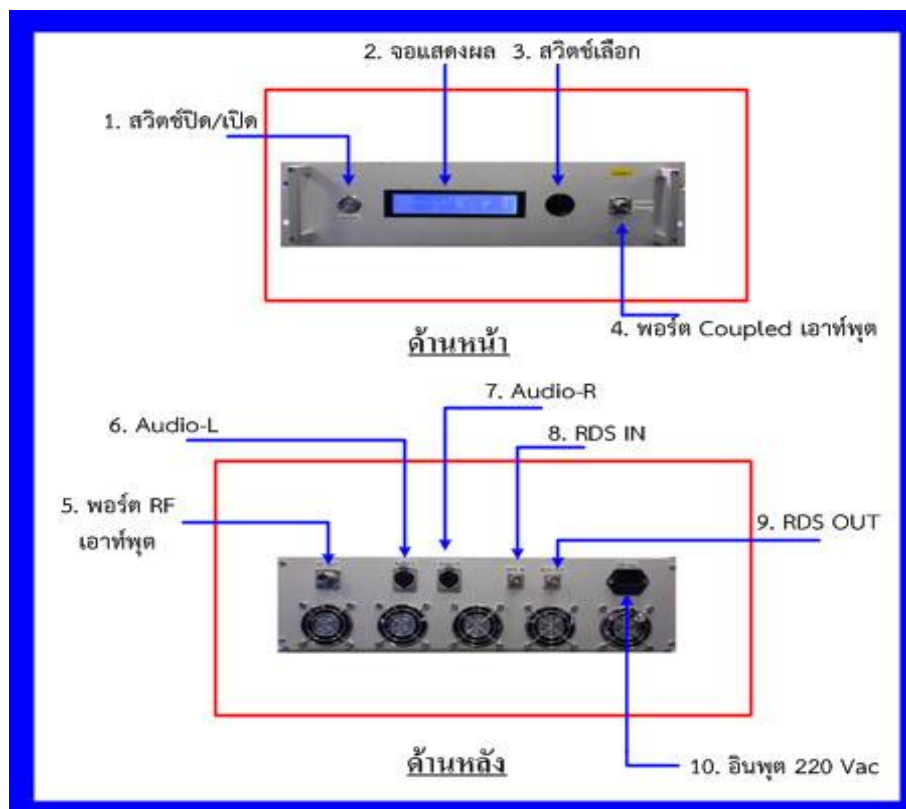 2. จอแสดงผล 3. สวิตช์เลือก
1. สวิตช์ปิด/เปิด
4. พอร์ต Coupled เอาท์พุต
ด้านหน้า
7. Audio-R
6. Audio-L
8. RDS IN
5. พอร์ต RF
เอาท์พุต
9. RDS OUT
ด้านหลัง
10. อินพุต 220 Vac